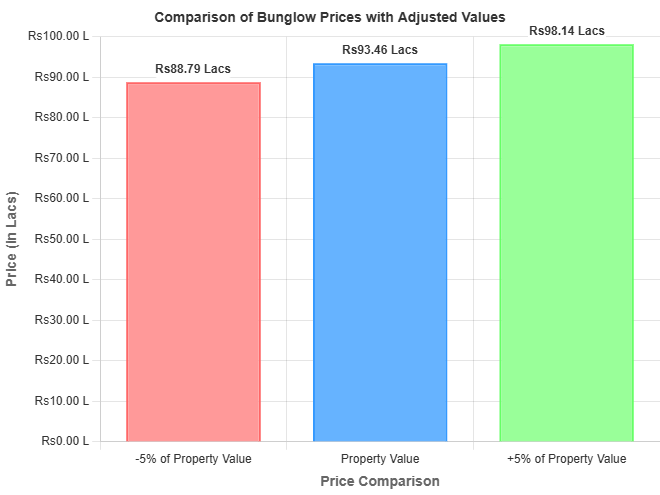 Comparison of Bunglow Prices with Adjusted Values
Rs100.00 L
Rs90.00 L
Rs80.00 L
Rs70.00 L
Rs60.00 L
Rs50.00 L
Rs40.00 L
Rs30.00 L
Rs20.00 L
Rs10.00 L
Rs0.00 L
Price (In Lacs)
Rs88.79 Lacs
Rs93.46 Lacs
Rs98.14 Lacs
-5% of Property Value
Property Value
+5% of Property Value
Price Comparison